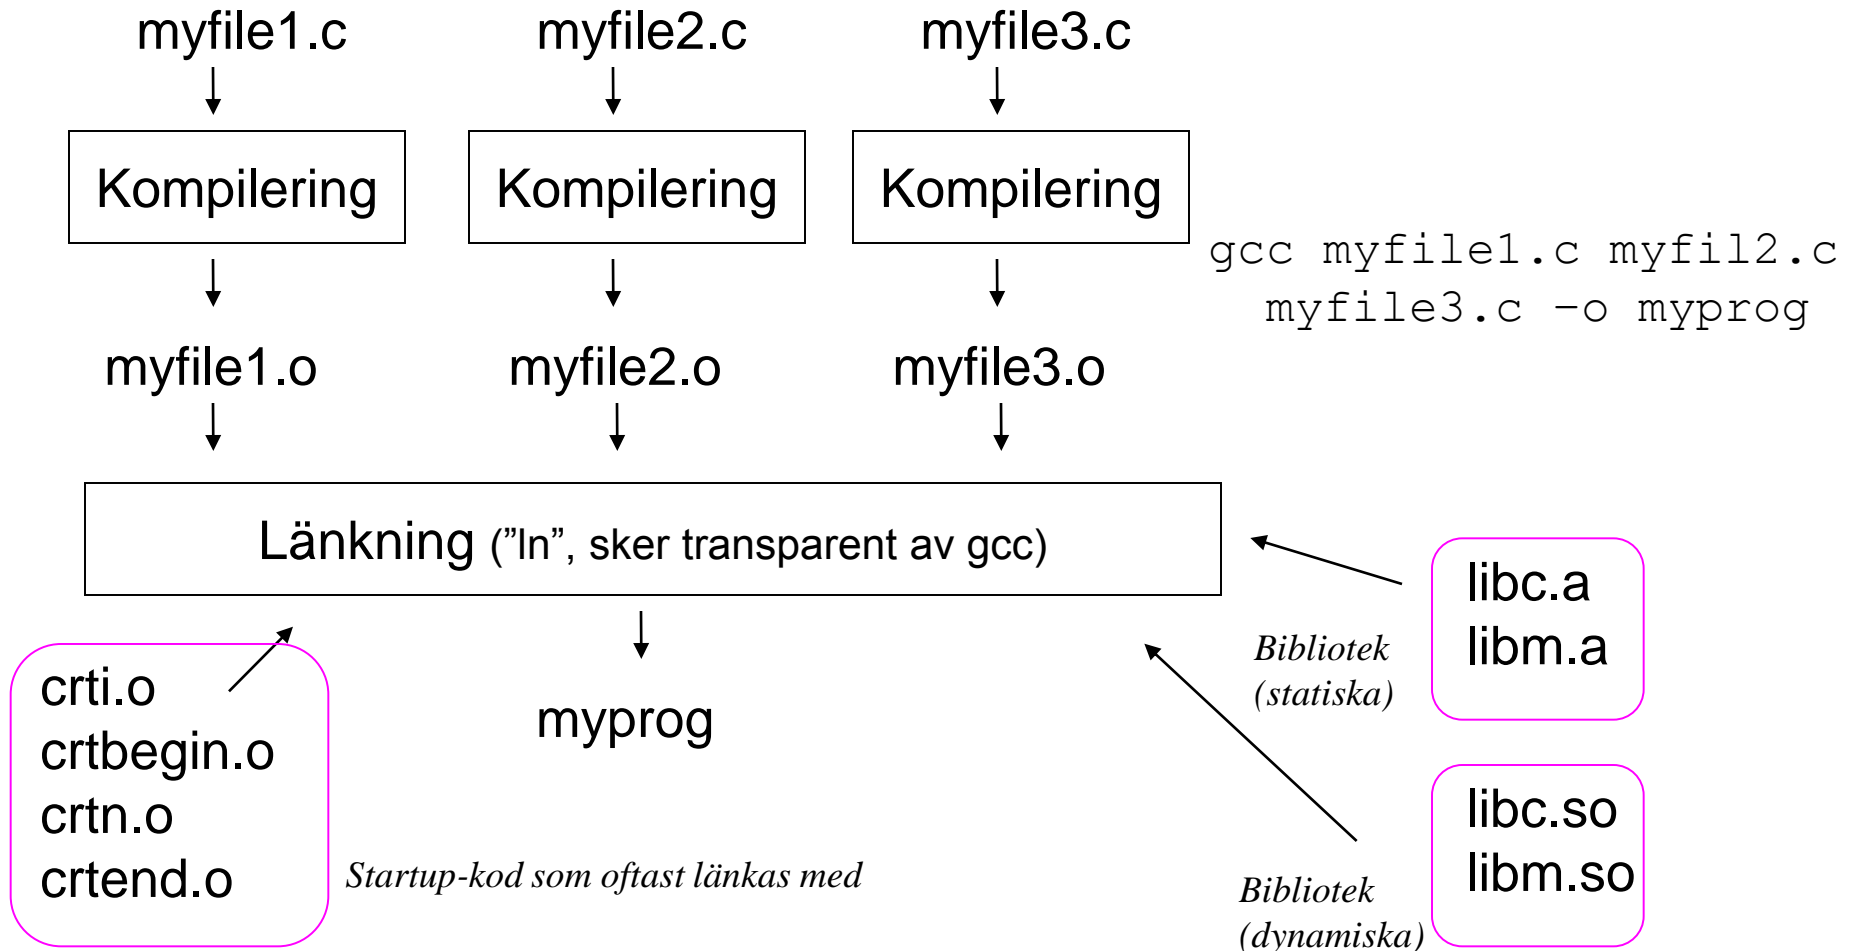 myfile1.c myfile2.c myfile3.c
Kompilering Kompilering Kompilering
gcc myfile1.c myfil2.c
myfile3.c –o myprog
myfile1.o myfile2.o myfile3.o
Länkning (”ln”, sker transparent av gcc)
libc.a
libm.a
Bibliotek
(statiska)
crti.o
crtbegin.o
crtn.o
crtend.o
myprog
Startup-kod som oftast länkas med
libc.so
libm.so
Bibliotek
(dynamiska)